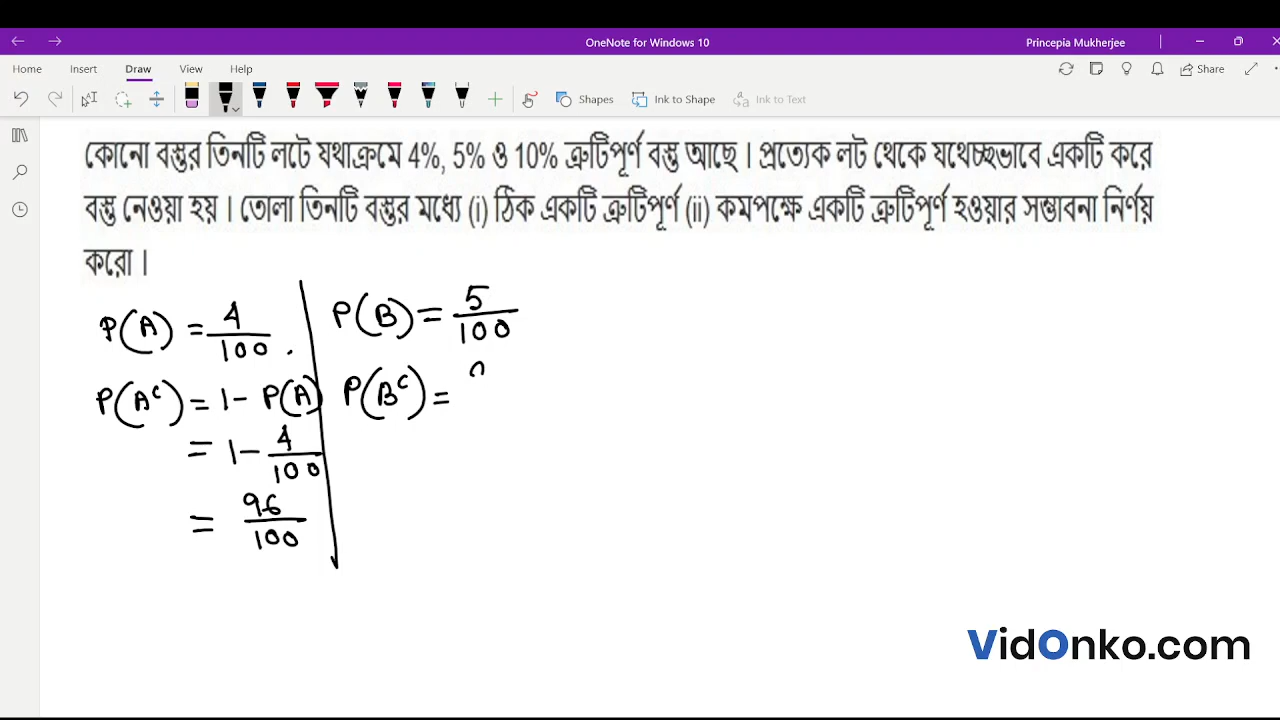 OneNote for Windows 10
Princepia Mukherjee
Home Insert Draw View Help
Share
Shapes Ink to Shape Ink to Text
কোনো বস্তুর তিনটি লটে যথাক্রমে 4%, 5% ও 10% ত্রুটিপূর্ণ বস্তু আছে। প্রত্যেক লট থেকে যথেচ্ছভাবে একটি করে
বস্তু নেওয়া হয়। তোলা তিনটি বস্তুর মধ্যে (i) ঠিক একটি ত্রুটিপূর্ণ (ii) কমপক্ষে একটি ত্রুটিপূর্ণ হওয়ার সম্ভাবনা নির্ণয়
করো।
P(A) = 4/100.
P(Aᶜ) = 1 - P(A)
= 1 - 4/100
= 96/100
P(B) = 5/100
P(Bᶜ) =
VidOnko.com